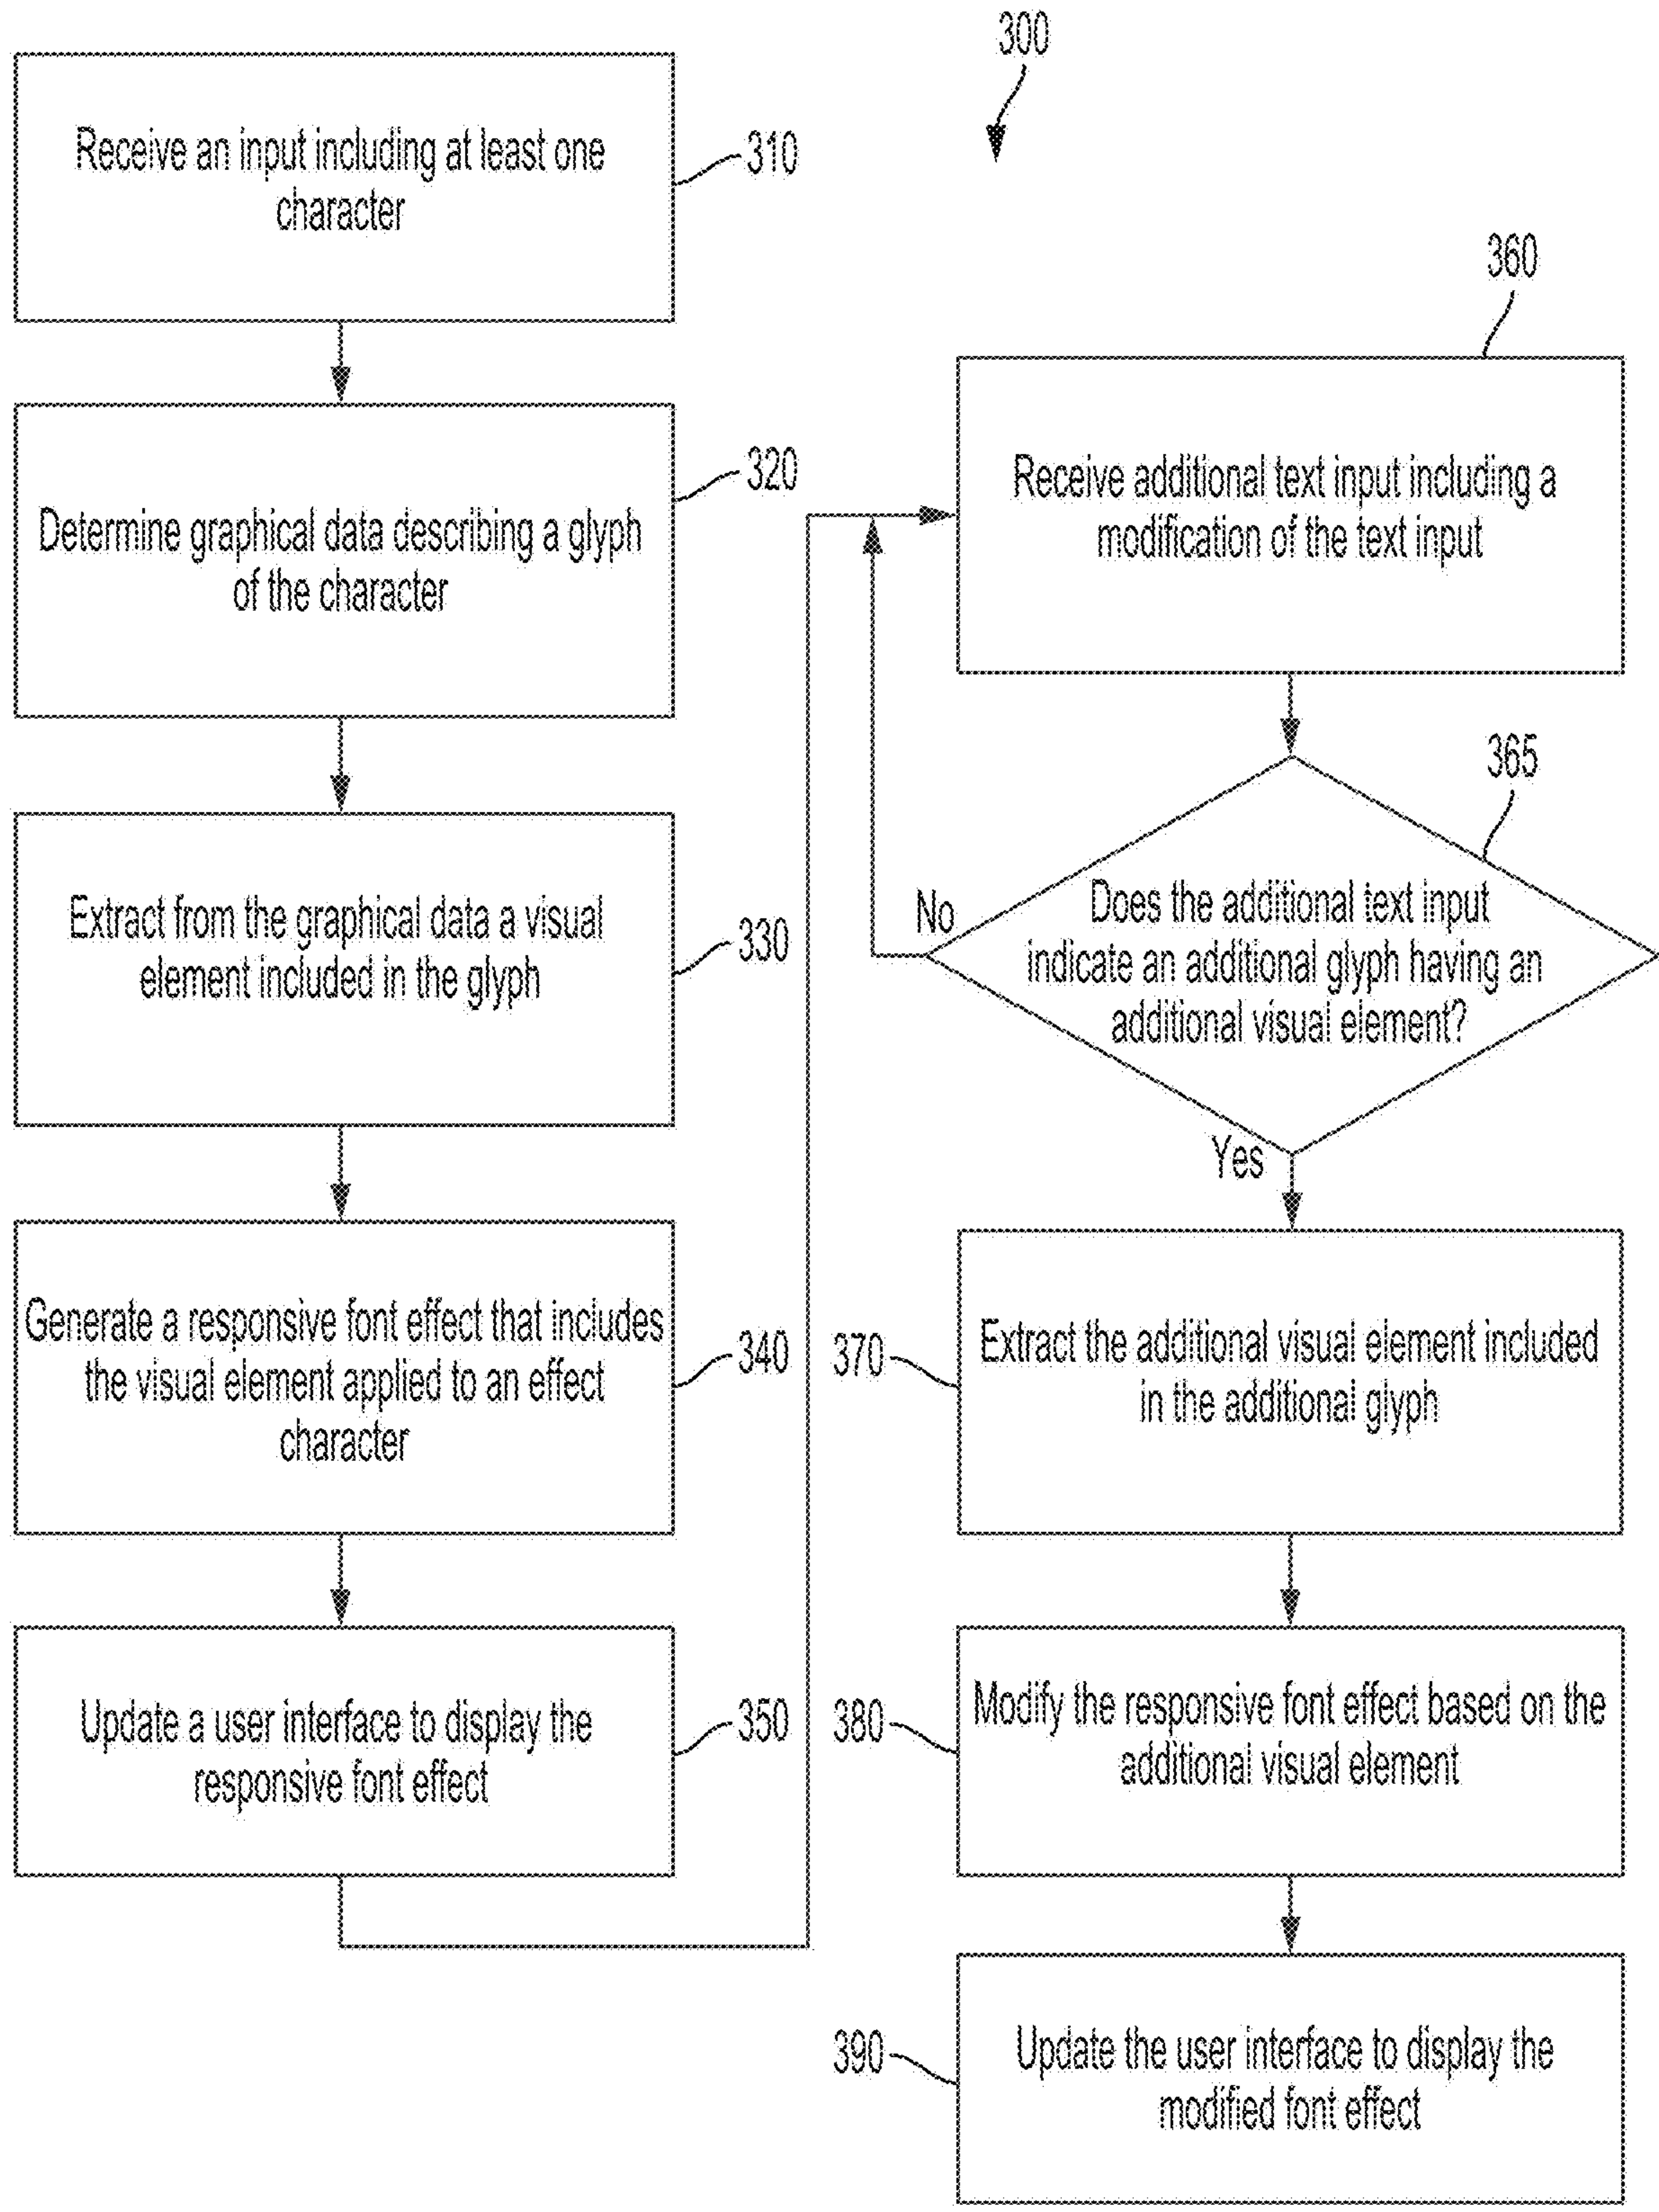 300
Receive an input including at least one
character
310
Determine graphical data describing a glyph
of the character
320
Extract from the graphical data a visual
element included in the glyph
330
Generate a responsive font effect that includes
the visual element applied to an effect
character
340
Update a user interface to display the
responsive font effect
350
360
Receive additional text input including a
modification of the text input
365
Does the additional text input
indicate an additional glyph having an
additional visual element?
No
Yes
370
Extract the additional visual element included
in the additional glyph
380
Modify the responsive font effect based on the
additional visual element
390
Update the user interface to display the
modified font effect